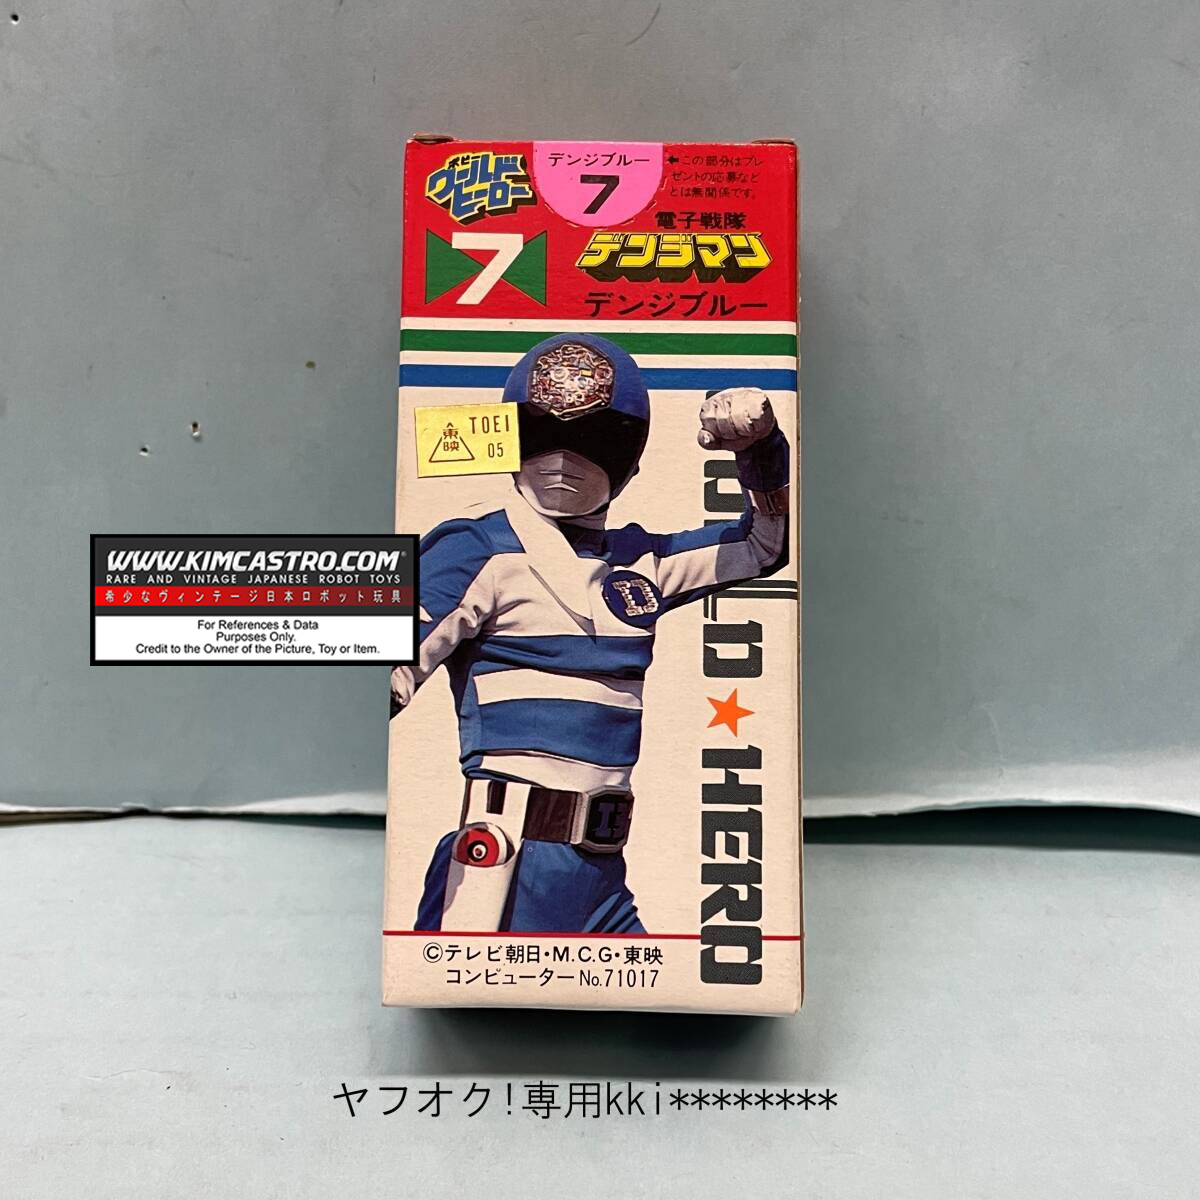 ポピー
ワールド
ヒーロー
7
デンジブルー
7
←この部分はプレ
ゼントの応募など
とは無関係です。
電子戦隊
デンジマン
デンジブルー
東映
TOEI
05
D
WORLD★HERO
WWW.KIMCASTRO.COM®
RARE AND VINTAGE JAPANESE ROBOT TOYS
希少なヴィンテージ日本ロボット玩具
For References & Data
Purposes Only.
Credit to the Owner of the Picture, Toy or Item.
©テレビ朝日・M.C.G・東映
コンピューターNo.71017
ヤフオク!専用kki********